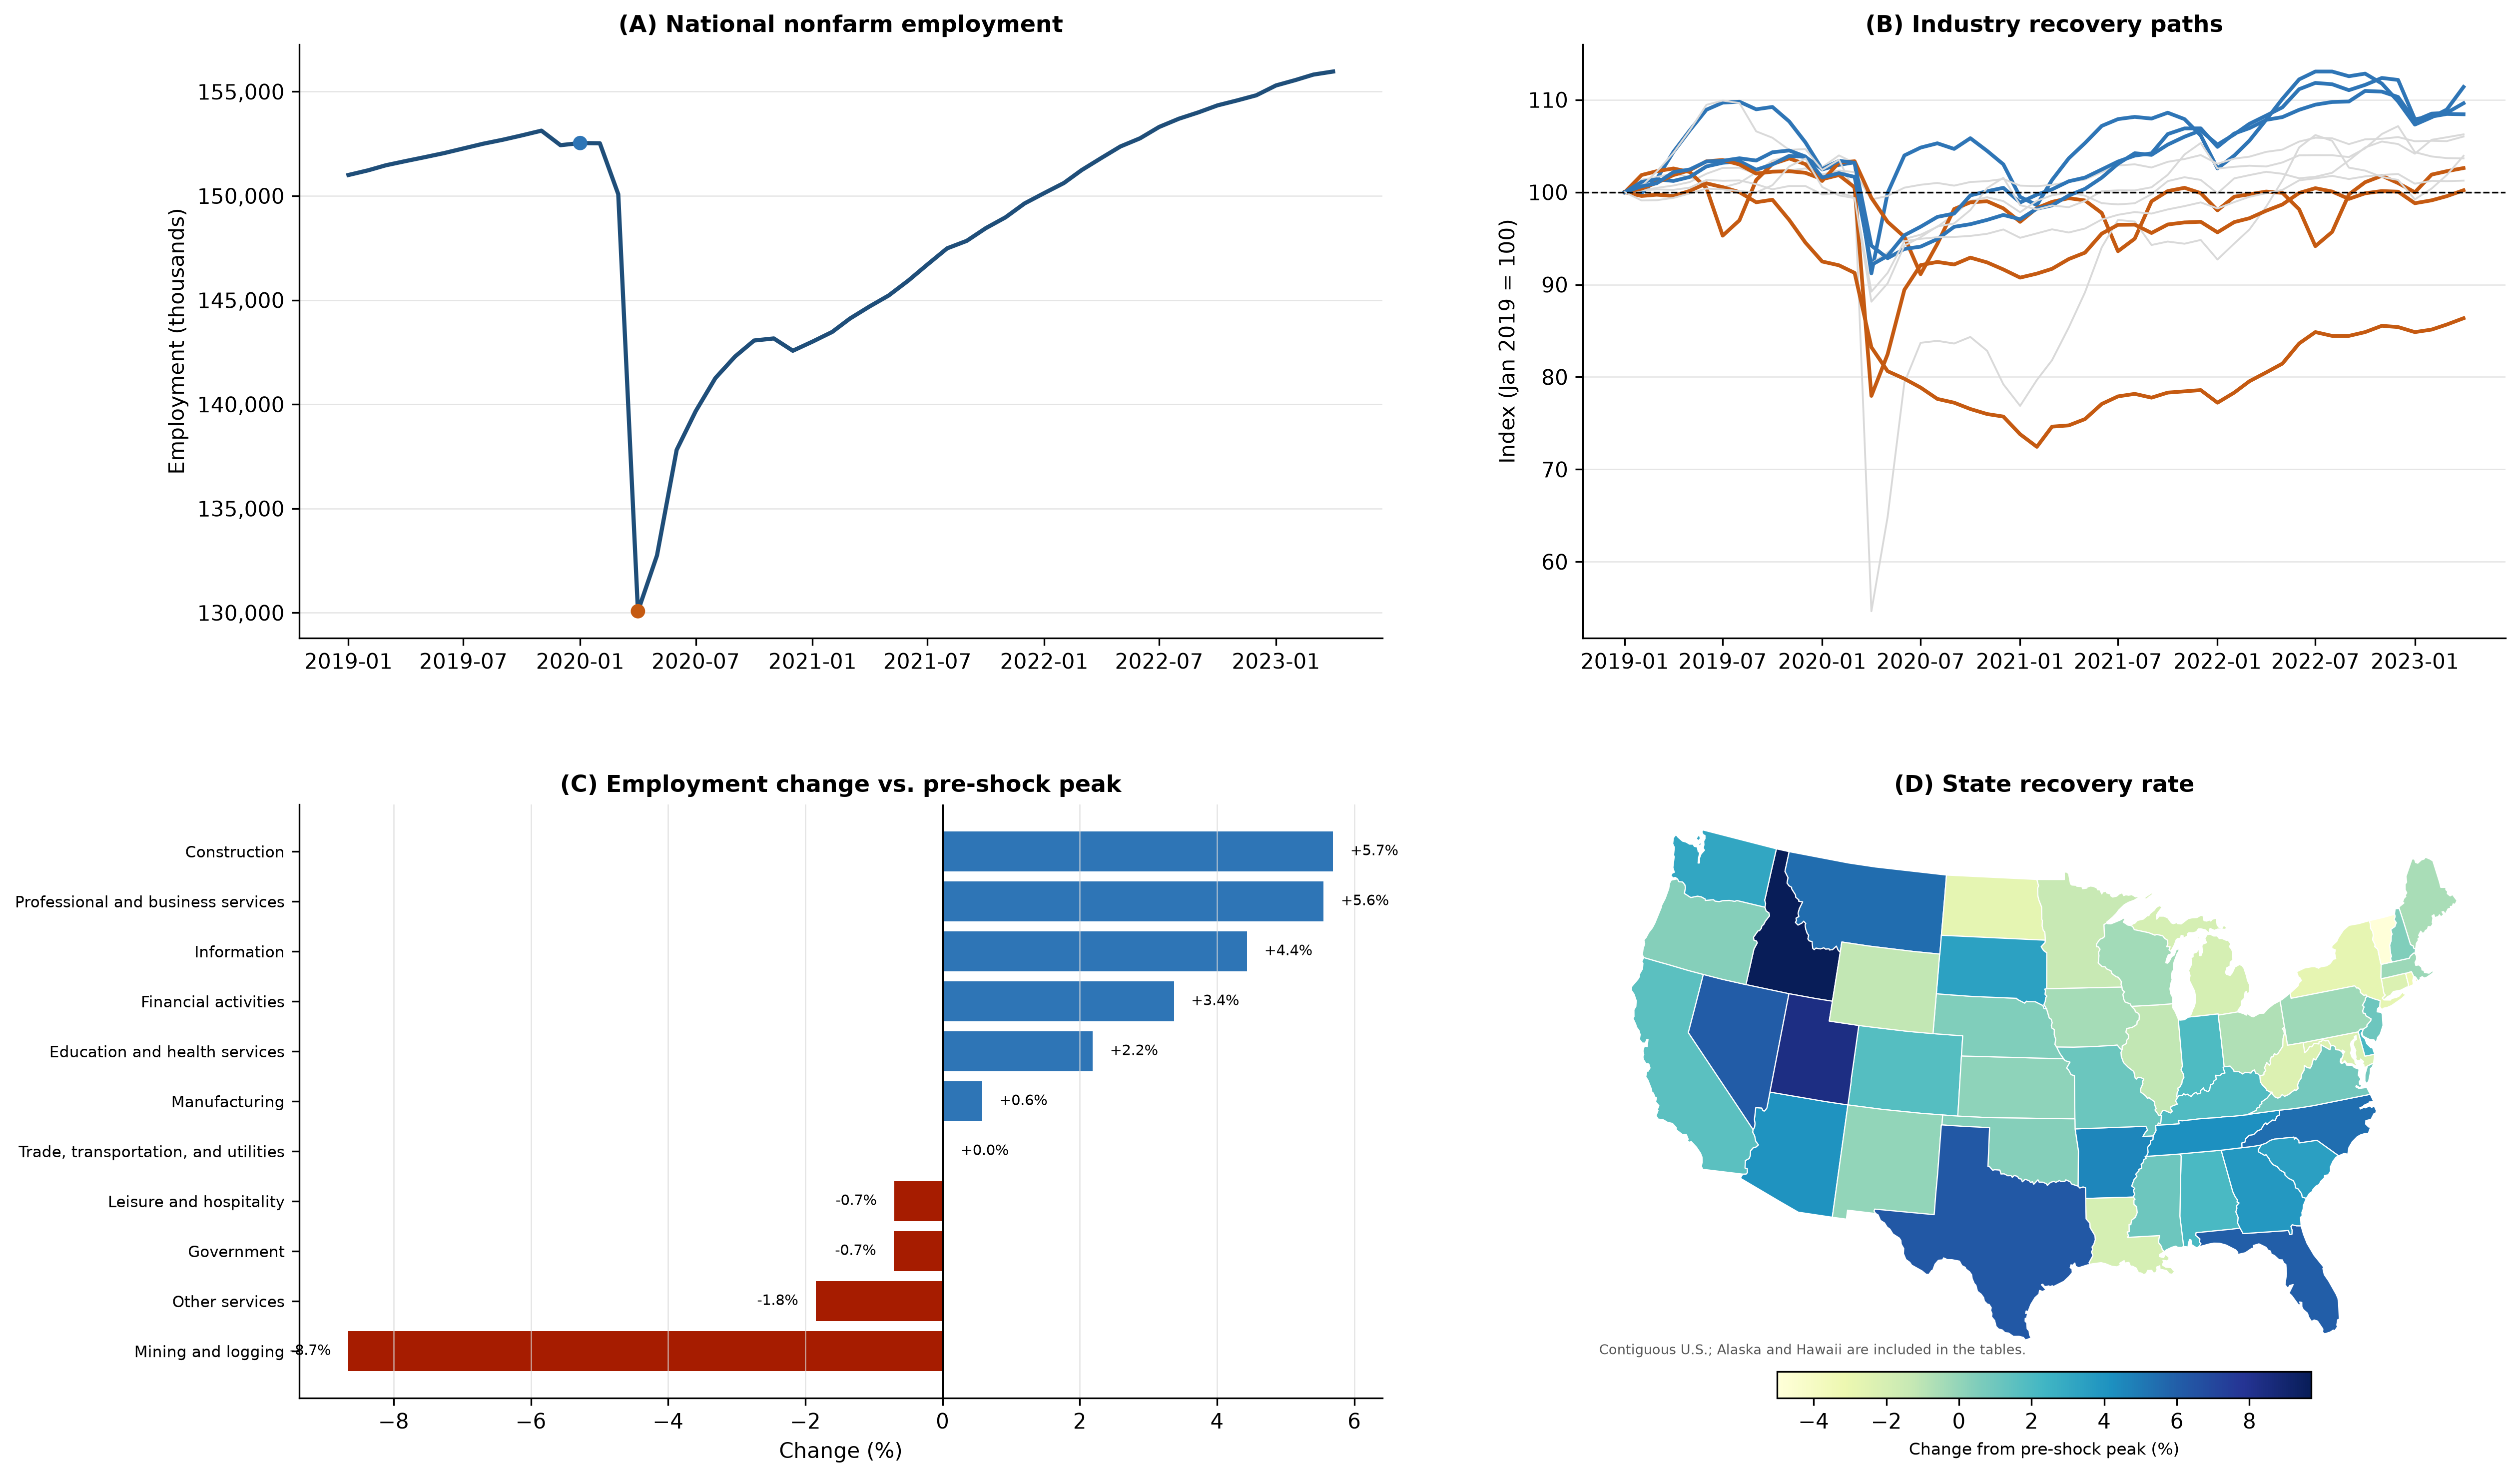 (A) National nonfarm employment
Employment (thousands)
155,000
150,000
145,000
140,000
135,000
130,000
2019-01 2019-07 2020-01 2020-07 2021-01 2021-07 2022-01 2022-07 2023-01
(B) Industry recovery paths
Index (Jan 2019 = 100)
110
100
90
80
70
60
2019-01 2019-07 2020-01 2020-07 2021-01 2021-07 2022-01 2022-07 2023-01
(C) Employment change vs. pre-shock peak
Construction +5.7%
Professional and business services +5.6%
Information +4.4%
Financial activities +3.4%
Education and health services +2.2%
Manufacturing +0.6%
Trade, transportation, and utilities +0.0%
Leisure and hospitality -0.7%
Government -0.7%
Other services -1.8%
Mining and logging -8.7%
−8 −6 −4 −2 0 2 4 6
Change (%)
(D) State recovery rate
Contiguous U.S.; Alaska and Hawaii are included in the tables.
−4 −2 0 2 4 6 8
Change from pre-shock peak (%)